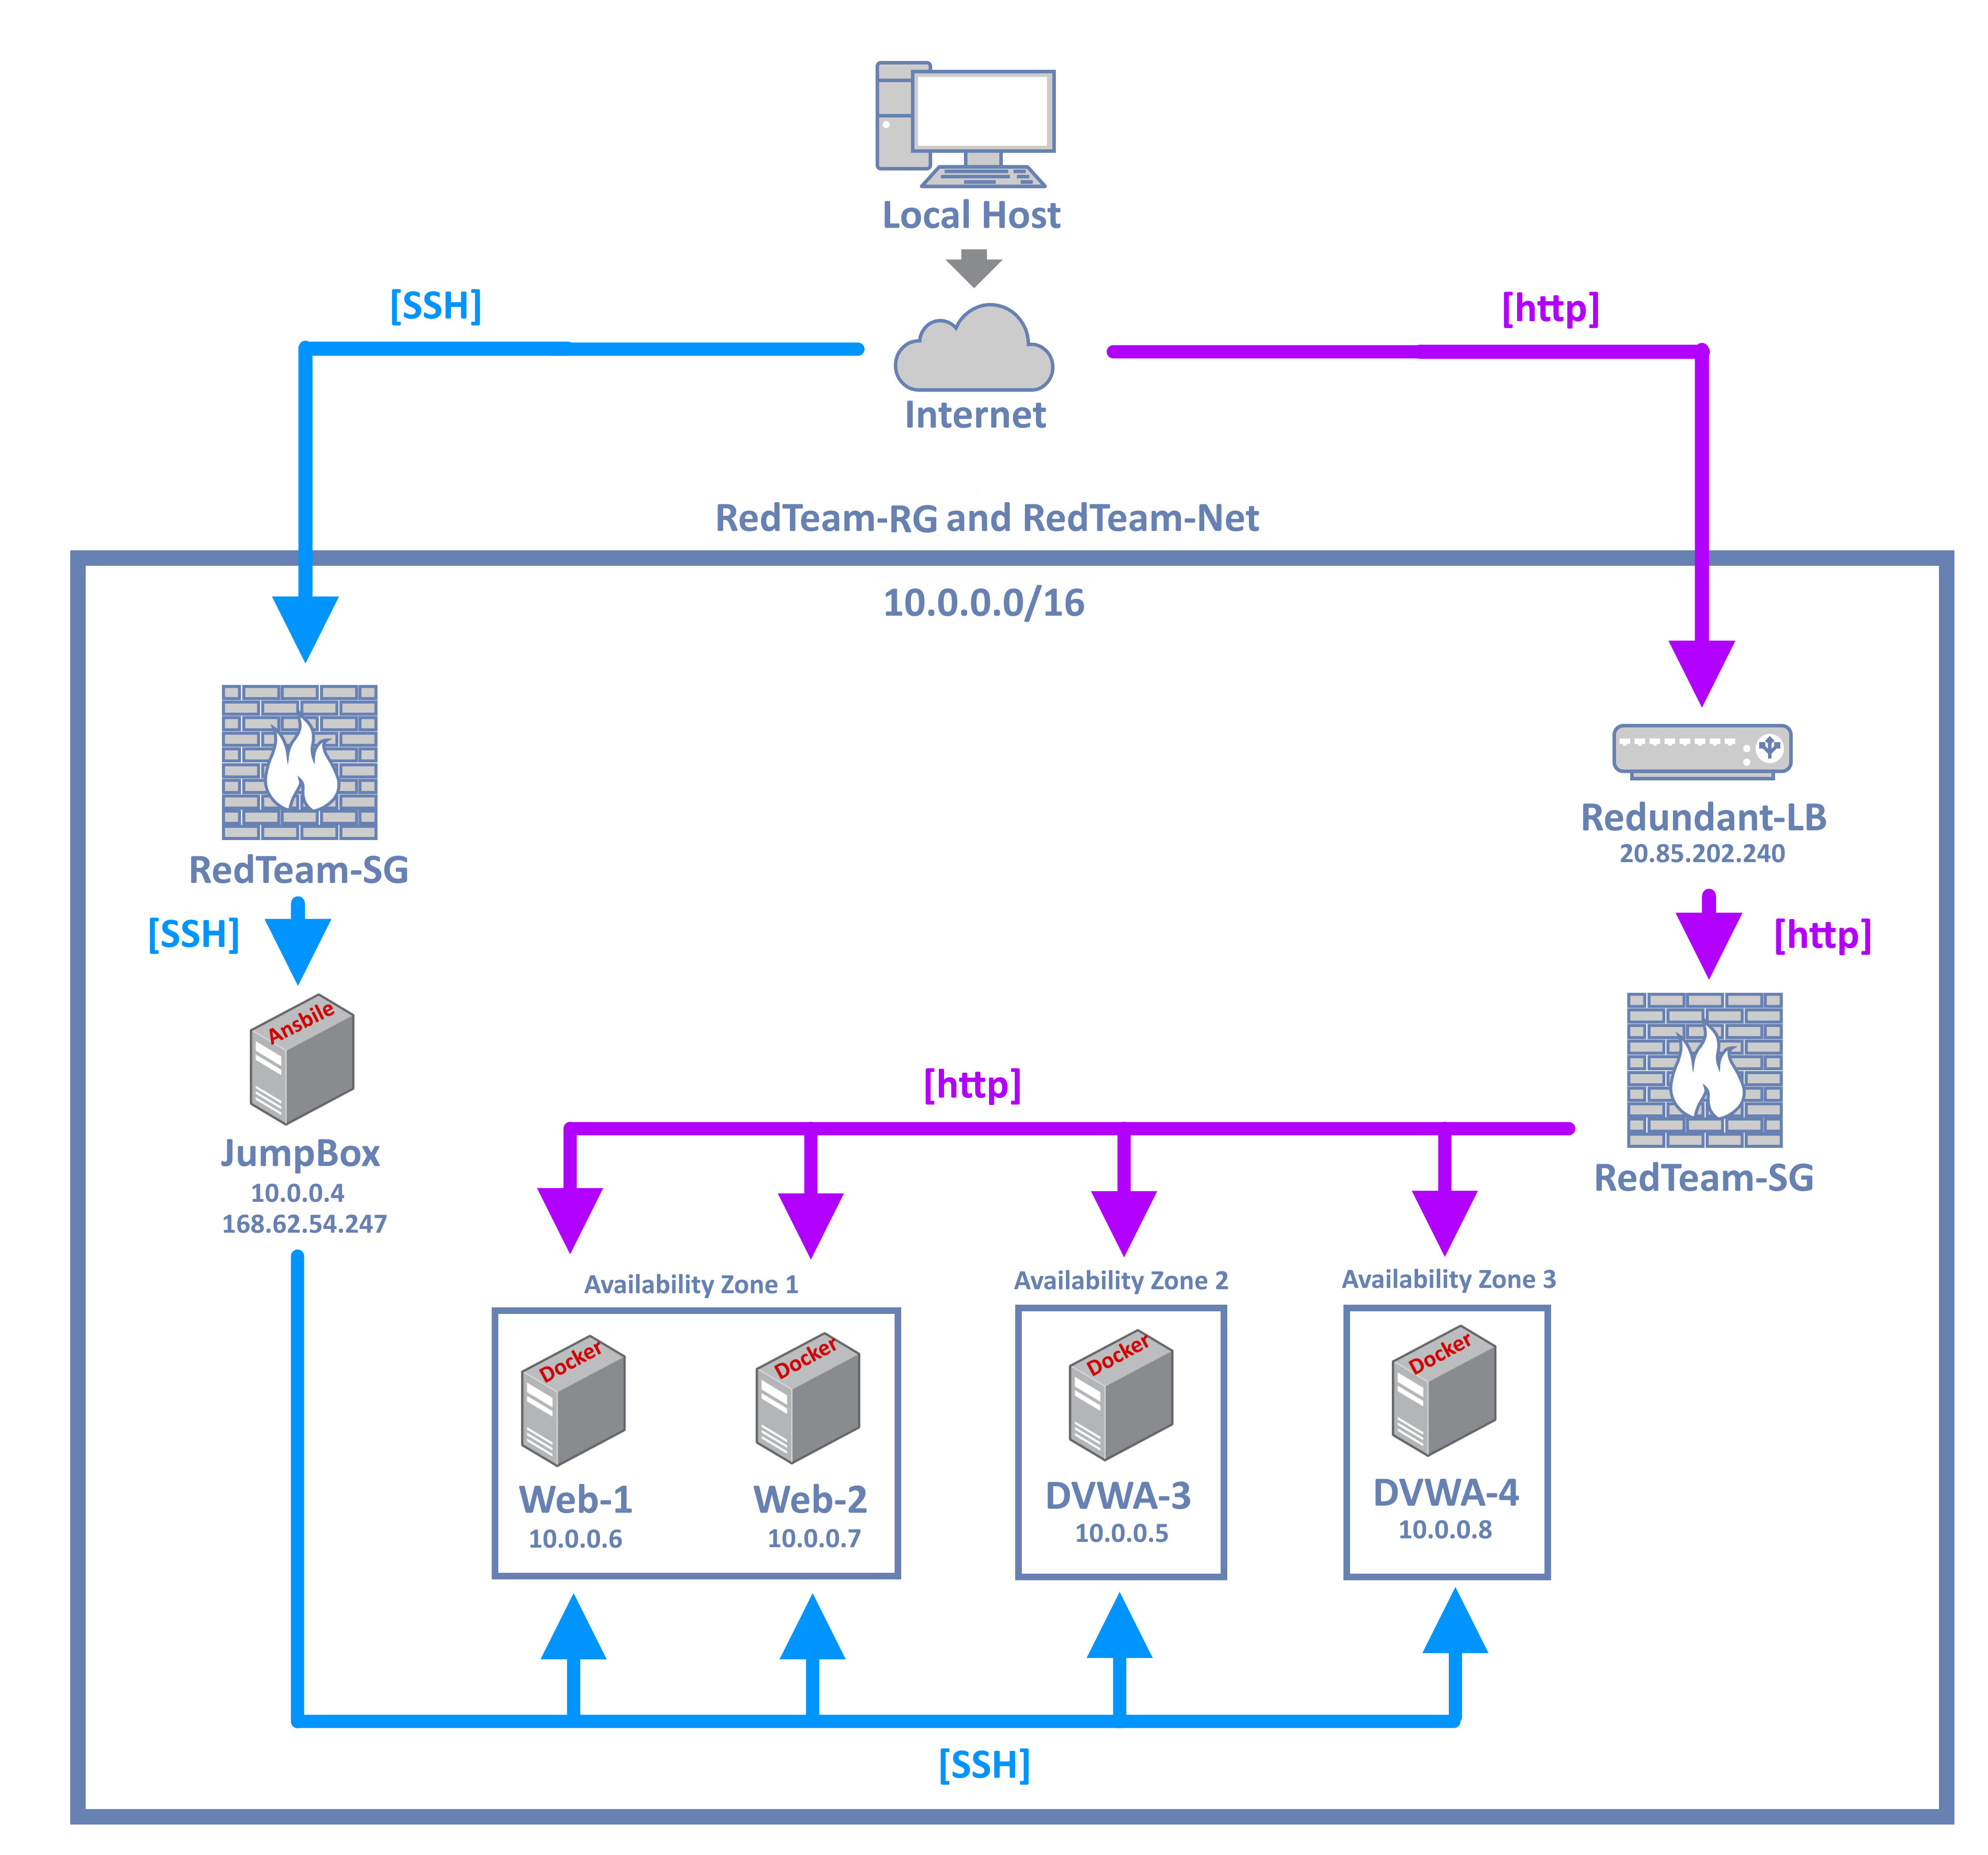 Local Host
[SSH]
[http]
Internet
RedTeam-RG and RedTeam-Net
10.0.0.0/16
RedTeam-SG
Redundant-LB
20.85.202.240
[SSH]
[http]
Ansbile
JumpBox
10.0.0.4
168.62.54.247
[http]
RedTeam-SG
Availability Zone 1
Availability Zone 2
Availability Zone 3
Docker
Docker
Docker
Docker
Web-1
10.0.0.6
Web-2
10.0.0.7
DVWA-3
10.0.0.5
DVWA-4
10.0.0.8
[SSH]